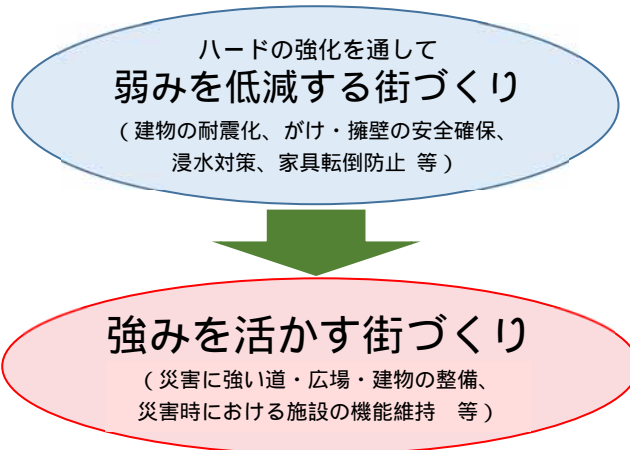 ハードの強化を通して
弱みを低減する街づくり
（建物の耐震化、がけ・擁壁の安全確保、
浸水対策、家具転倒防止 等）
強みを活かす街づくり
（災害に強い道・広場・建物の整備、
災害時における施設の機能維持　等）